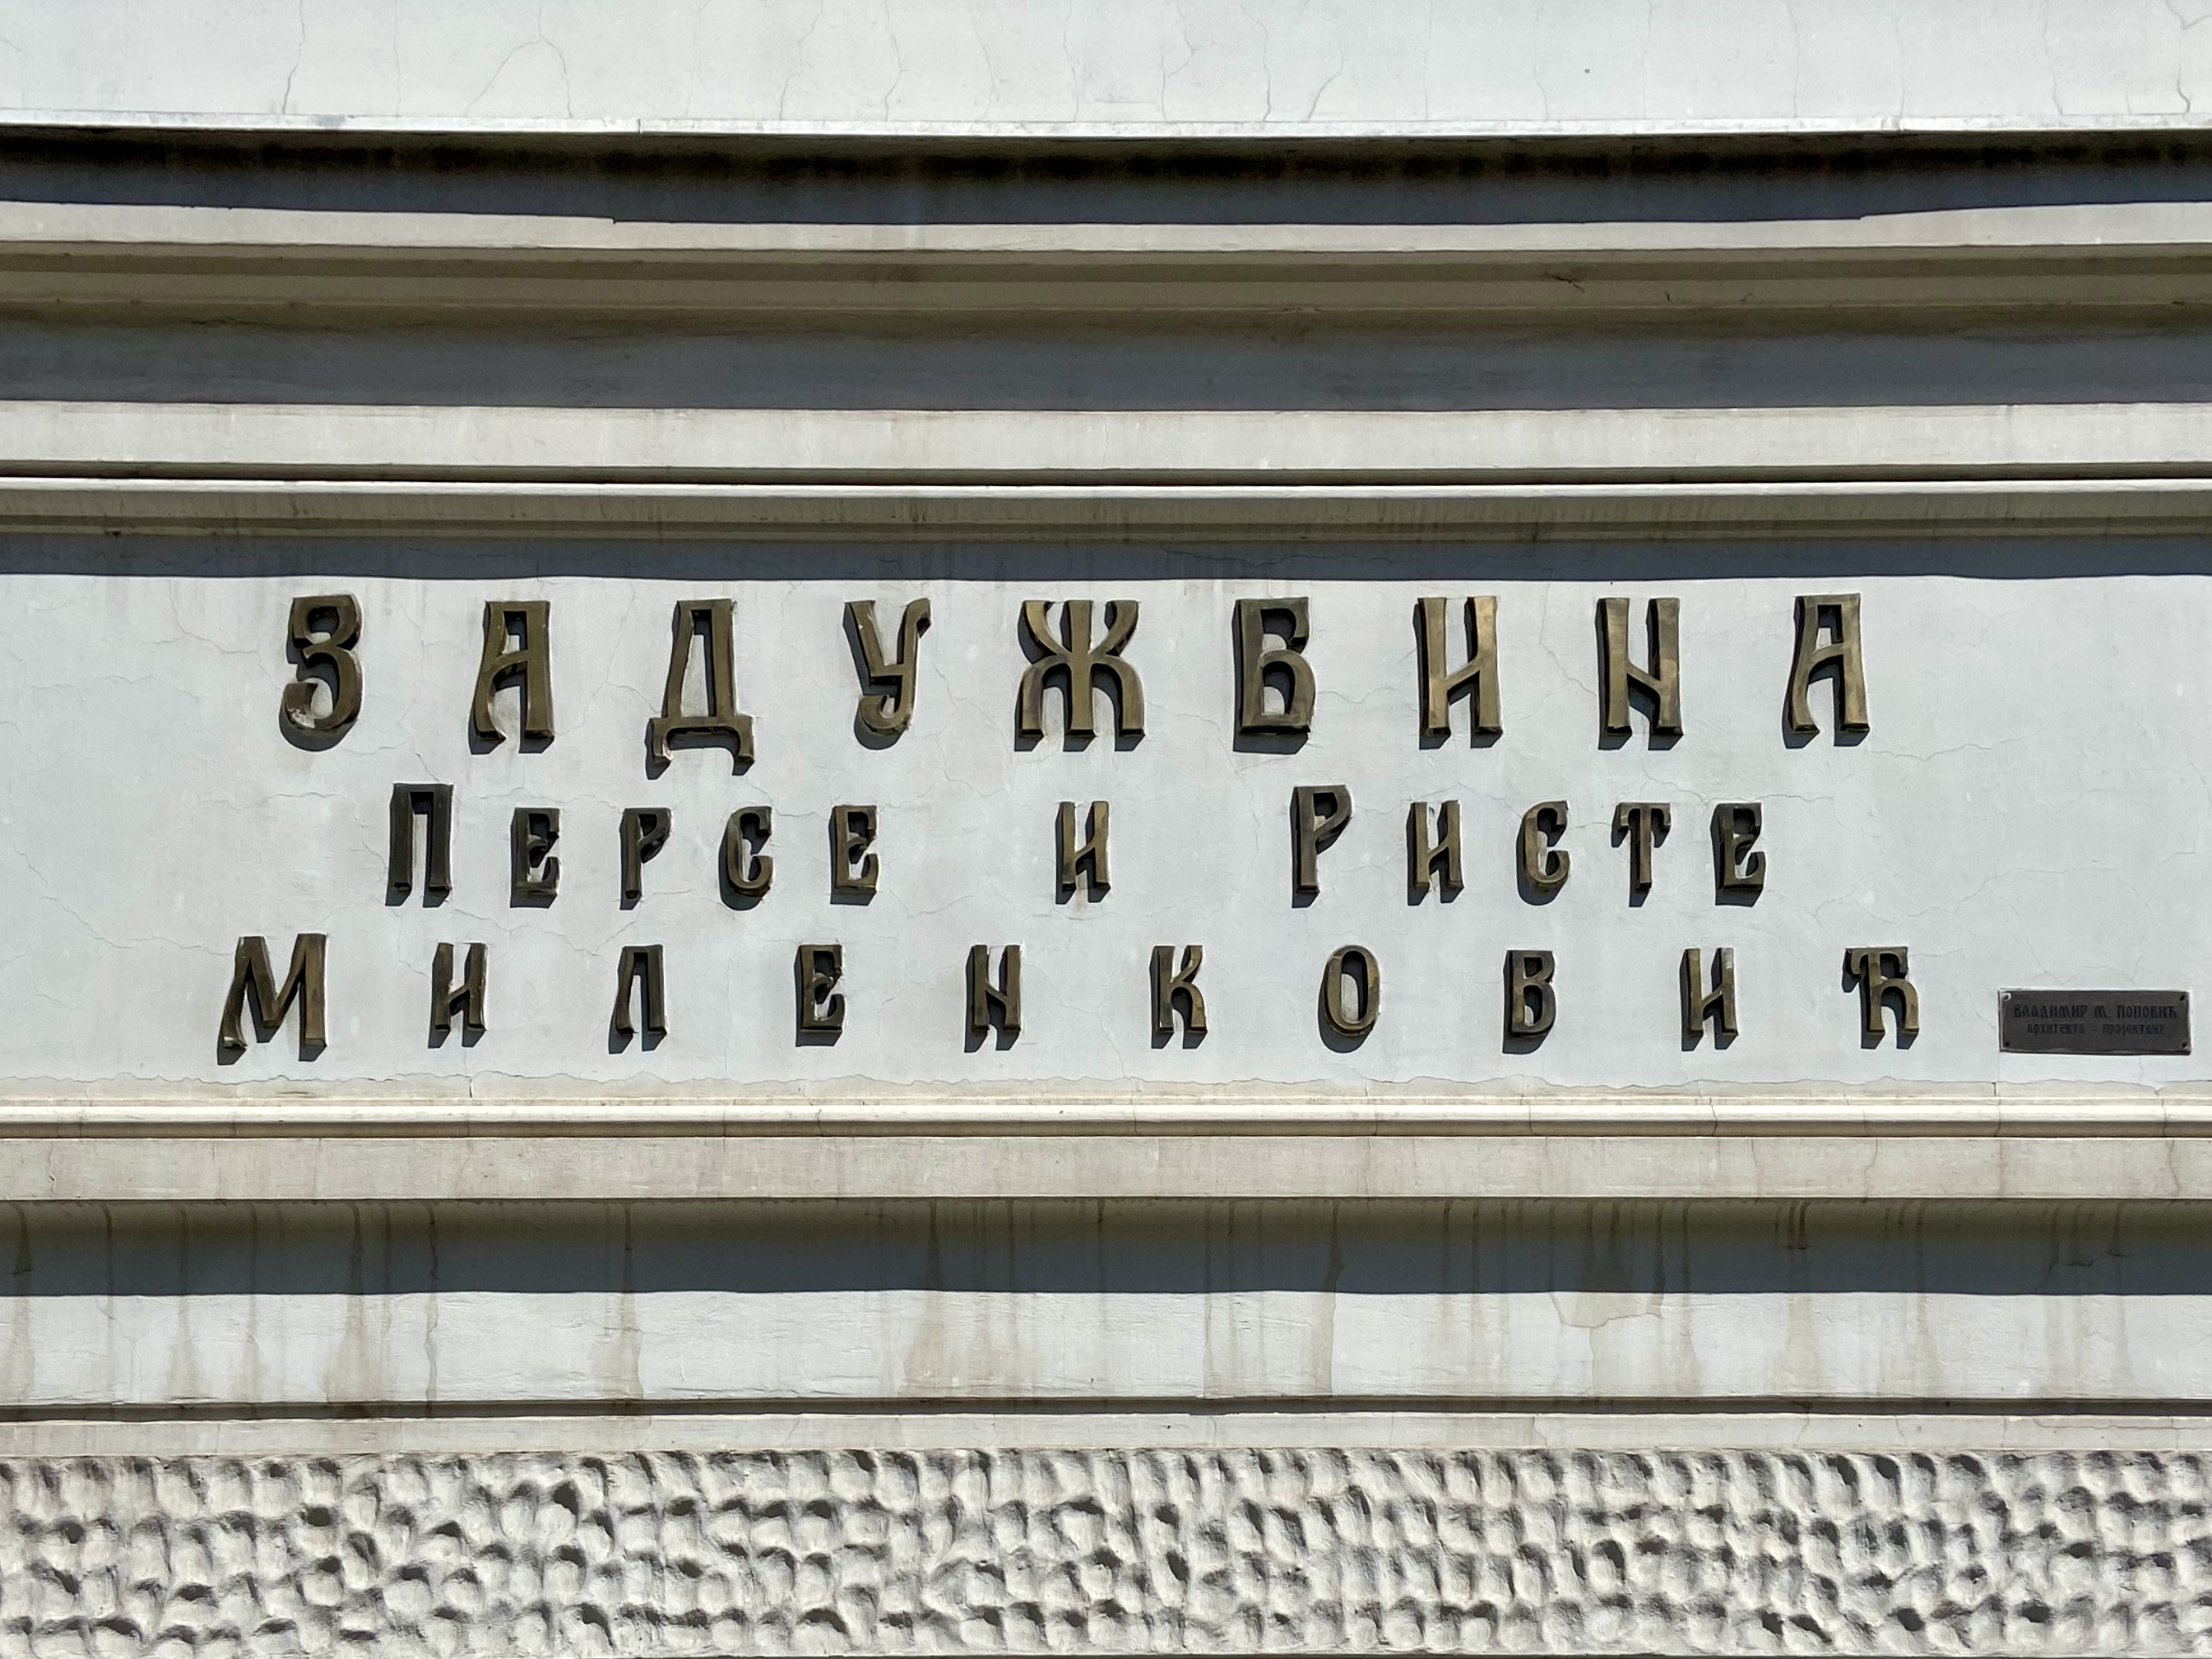 ЗАДУЖБИНА
ПЕРСЕ И РИСТЕ
МИЛЕНКОВИЋ
ВЛАДИМИР М. ПОПОВИЋ
АРХИТЕКТА - ПРОЈЕКТАНТ